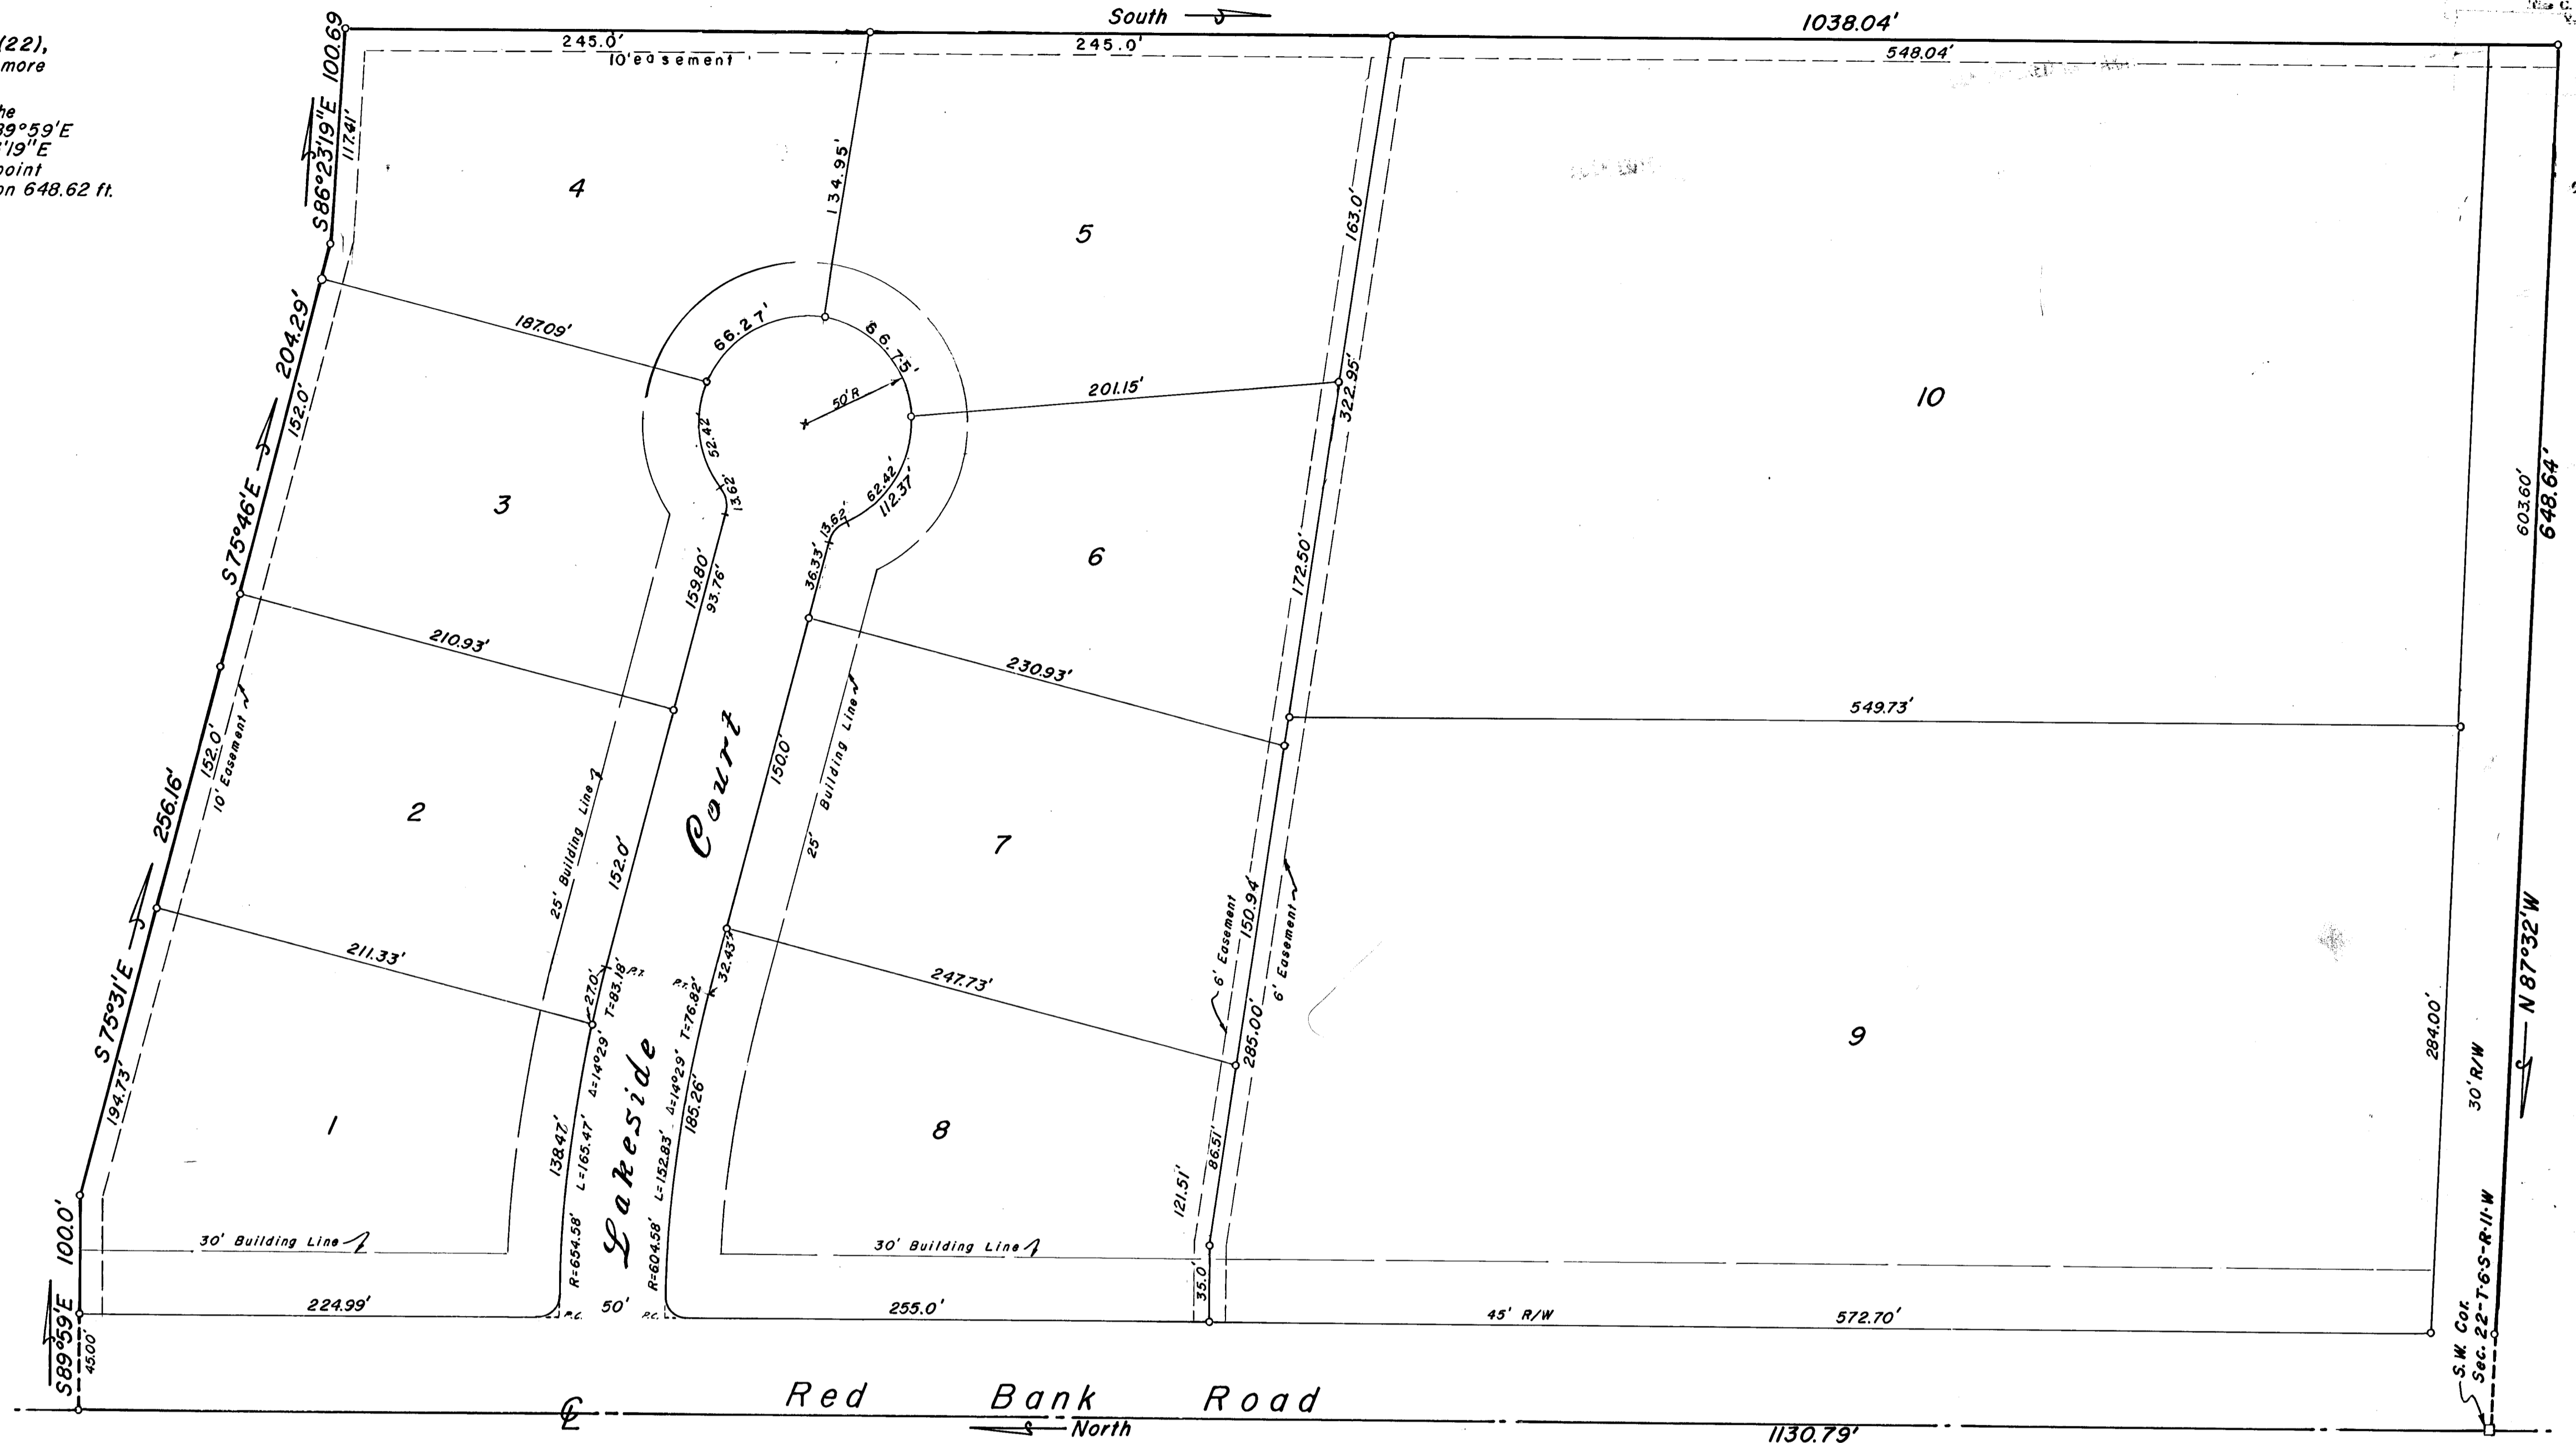 (22),
more
he
39°59'E
'19"E
point
on 648.62 ft.
South
1038.04'
245.0'
10' easement
245.0'
548.04'
S86°23'19"E 100.69
117.41'
4
134.95'
5
163.0'
322.95'
10
187.09'
66.27'
66.75'
50'R
201.15'
204.29'
152.0'
S75°46'E
3
52.42'
13.62'
62.42'
112.37'
13.62'
36.33'
159.80'
93.76'
6
172.50'
603.60'
648.64'
210.93'
230.93'
549.73'
10' Easement
152.0'
256.16'
2
25' Building Line
152.0'
Court
150.0'
25' Building Line
7
6' Easement
150.94'
6' Easement
285.00'
N 87°32'W
211.33'
27.0'
P.T.
T=83.18'
P.T.
32.43'
T=76.82'
247.73'
9
284.00'
30' R/W
S75°31'E
194.73'
1
138.47'
R=654.58' L=165.47' Δ=14°29'
Lakeside
R=604.58' L=152.83' Δ=14°29'
185.26'
8
86.51'
121.51'
100.0'
30' Building Line
30' Building Line
35.0'
S89°59'E
45.00'
224.99'
P.C.
50'
P.C.
255.0'
45' R/W
572.70'
S.W. Cor.
Sec. 22-T-6-S-R-11-W
Red Bank Road
CL
North
1130.79'